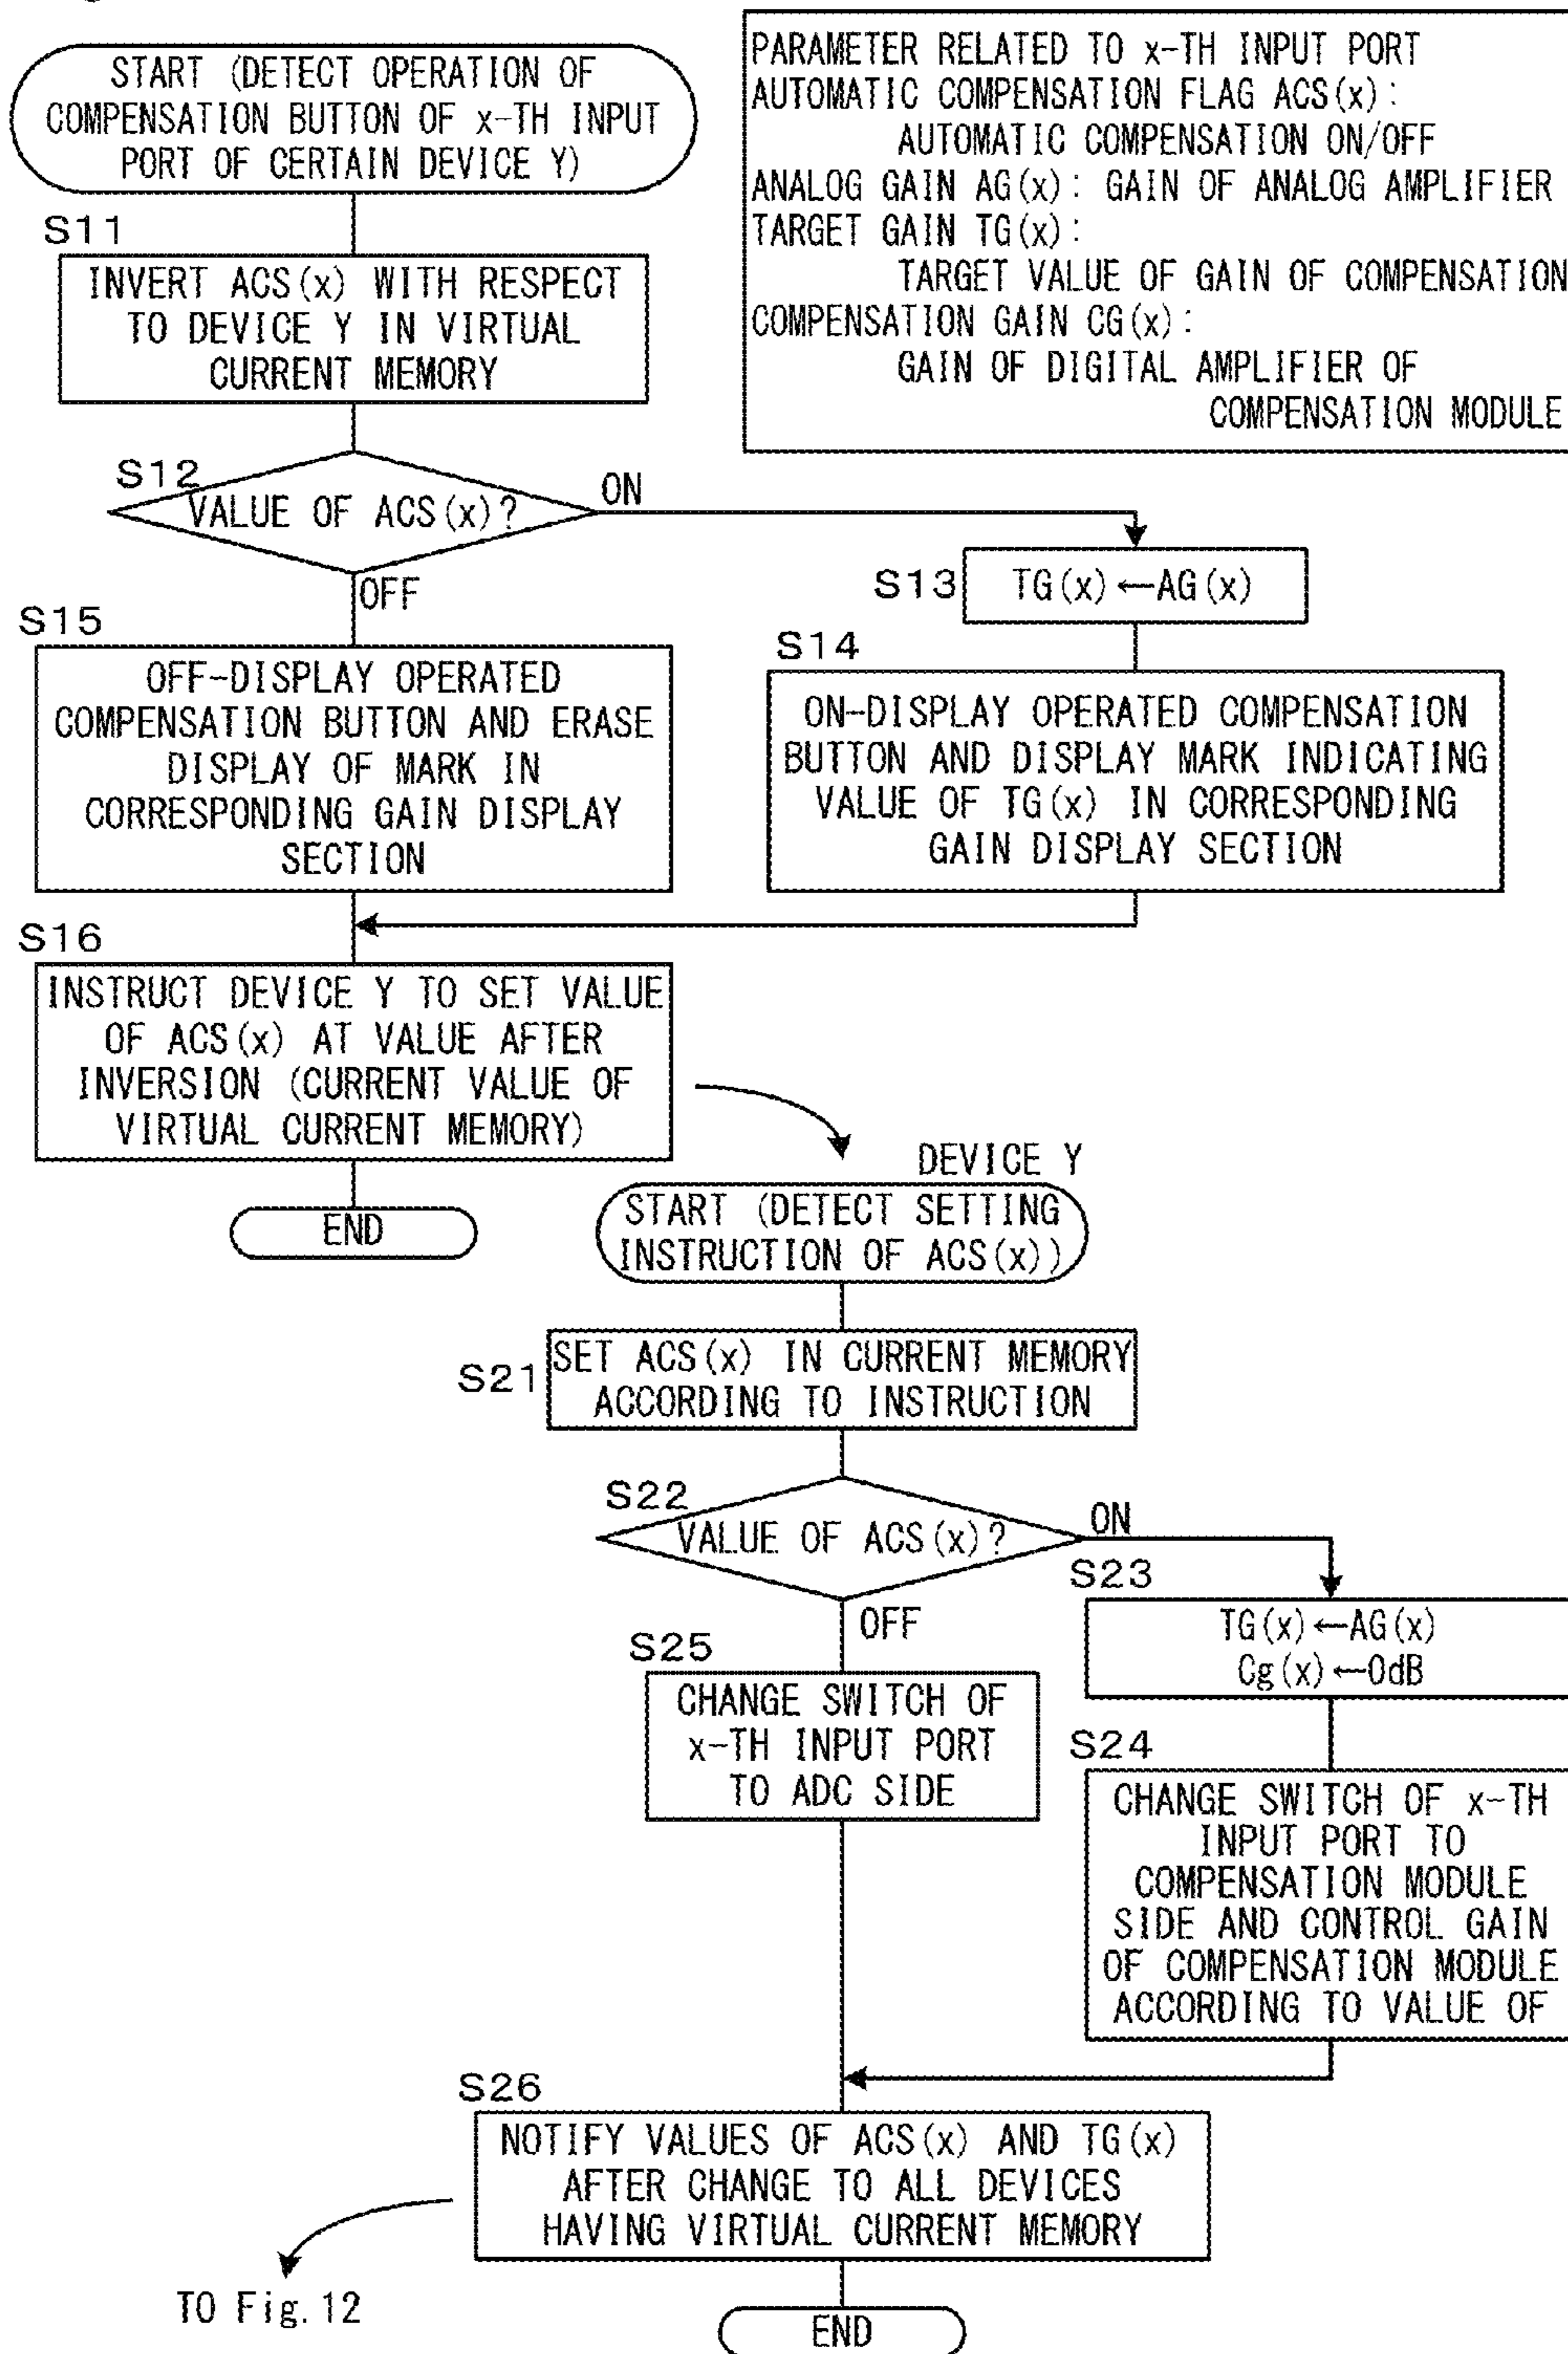 START (DETECT OPERATION OF
COMPENSATION BUTTON OF x-TH INPUT
PORT OF CERTAIN DEVICE Y)
PARAMETER RELATED TO x-TH INPUT PORT
AUTOMATIC COMPENSATION FLAG ACS(x):
AUTOMATIC COMPENSATION ON/OFF
ANALOG GAIN AG(x): GAIN OF ANALOG AMPLIFIER
TARGET GAIN TG(x):
TARGET VALUE OF GAIN OF COMPENSATION
COMPENSATION GAIN CG(x):
GAIN OF DIGITAL AMPLIFIER OF
COMPENSATION MODULE
S11
INVERT ACS(x) WITH RESPECT
TO DEVICE Y IN VIRTUAL
CURRENT MEMORY
S12
VALUE OF ACS(x)?
ON
OFF
S13
TG(x)←AG(x)
S14
ON-DISPLAY OPERATED COMPENSATION
BUTTON AND DISPLAY MARK INDICATING
VALUE OF TG(x) IN CORRESPONDING
GAIN DISPLAY SECTION
S15
OFF-DISPLAY OPERATED
COMPENSATION BUTTON AND ERASE
DISPLAY OF MARK IN
CORRESPONDING GAIN DISPLAY
SECTION
S16
INSTRUCT DEVICE Y TO SET VALUE
OF ACS(x) AT VALUE AFTER
INVERSION (CURRENT VALUE OF
VIRTUAL CURRENT MEMORY)
END
DEVICE Y
START (DETECT SETTING
INSTRUCTION OF ACS(x))
S21
SET ACS(x) IN CURRENT MEMORY
ACCORDING TO INSTRUCTION
S22
VALUE OF ACS(x)?
ON
OFF
S23
TG(x)←AG(x)
Cg(x)←0dB
S24
CHANGE SWITCH OF x-TH
INPUT PORT TO
COMPENSATION MODULE
SIDE AND CONTROL GAIN
OF COMPENSATION MODULE
ACCORDING TO VALUE OF
S25
CHANGE SWITCH OF
x-TH INPUT PORT
TO ADC SIDE
S26
NOTIFY VALUES OF ACS(x) AND TG(x)
AFTER CHANGE TO ALL DEVICES
HAVING VIRTUAL CURRENT MEMORY
TO Fig.12
END